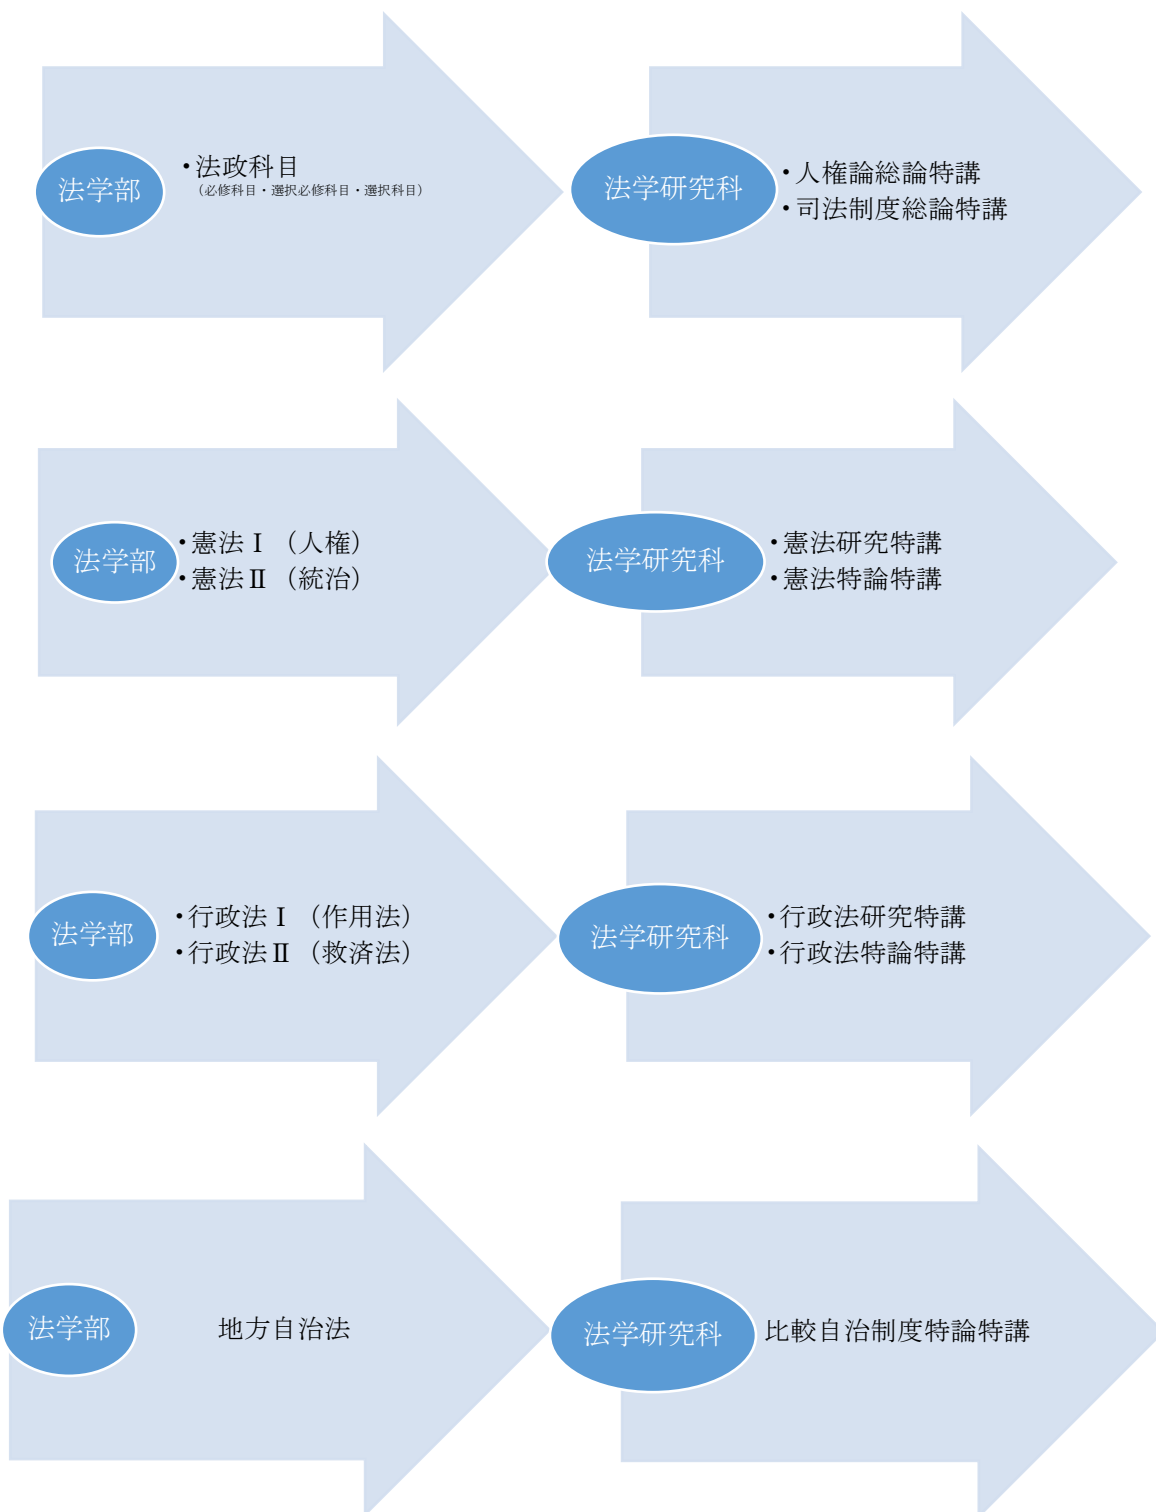 法学部
・法政科目
（必修科目・選択必修科目・選択科目）
法学研究科
・人権論総論特講
・司法制度総論特講
法学部
・憲法Ⅰ（人権）
・憲法Ⅱ（統治）
法学研究科
・憲法研究特講
・憲法特論特講
法学部
・行政法Ⅰ（作用法）
・行政法Ⅱ（救済法）
法学研究科
・行政法研究特講
・行政法特論特講
法学部
地方自治法
法学研究科
比較自治制度特論特講